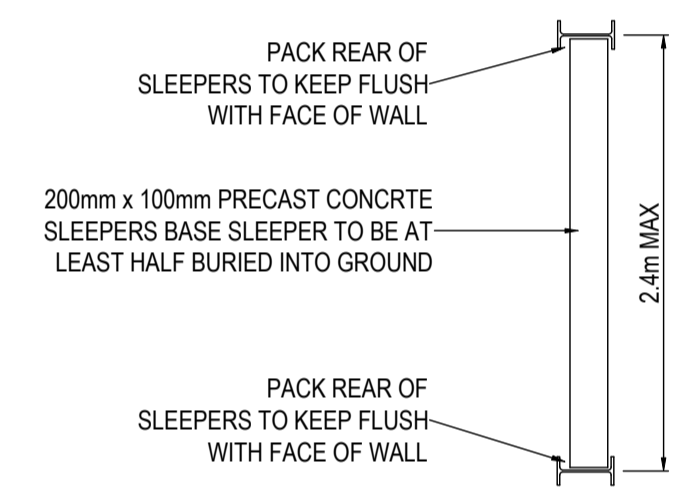 PACK REAR OF
SLEEPERS TO KEEP FLUSH
WITH FACE OF WALL
200mm x 100mm PRECAST CONCRTE
SLEEPERS BASE SLEEPER TO BE AT
LEAST HALF BURIED INTO GROUND
2.4m MAX
PACK REAR OF
SLEEPERS TO KEEP FLUSH
WITH FACE OF WALL